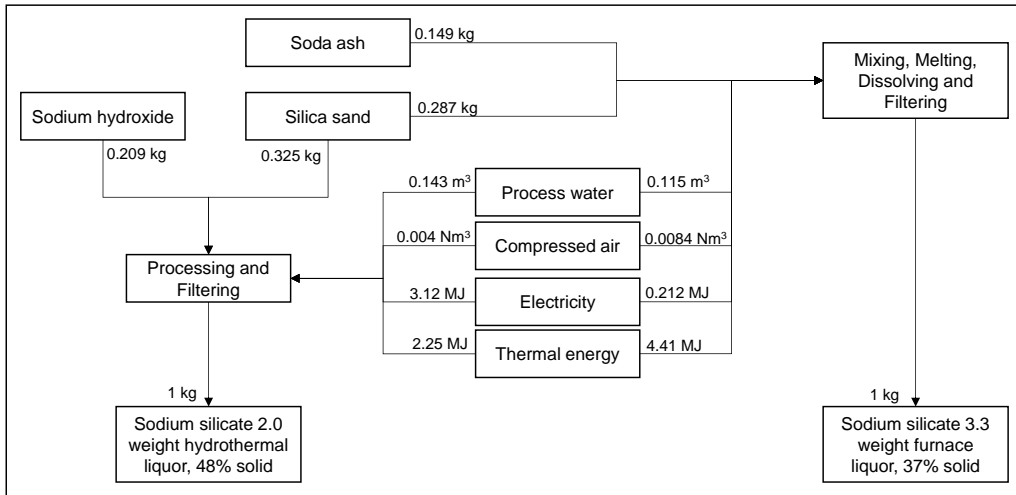 Soda ash
0.149 kg
Mixing, Melting,
Dissolving and
Filtering
Sodium hydroxide
Silica sand
0.287 kg
0.209 kg
0.325 kg
0.143 m³
Process water
0.115 m³
0.004 Nm³
Compressed air
0.0084 Nm³
Processing and
Filtering
3.12 MJ
Electricity
0.212 MJ
2.25 MJ
Thermal energy
4.41 MJ
1 kg
1 kg
Sodium silicate 2.0
weight hydrothermal
liquor, 48% solid
Sodium silicate 3.3
weight furnace
liquor, 37% solid